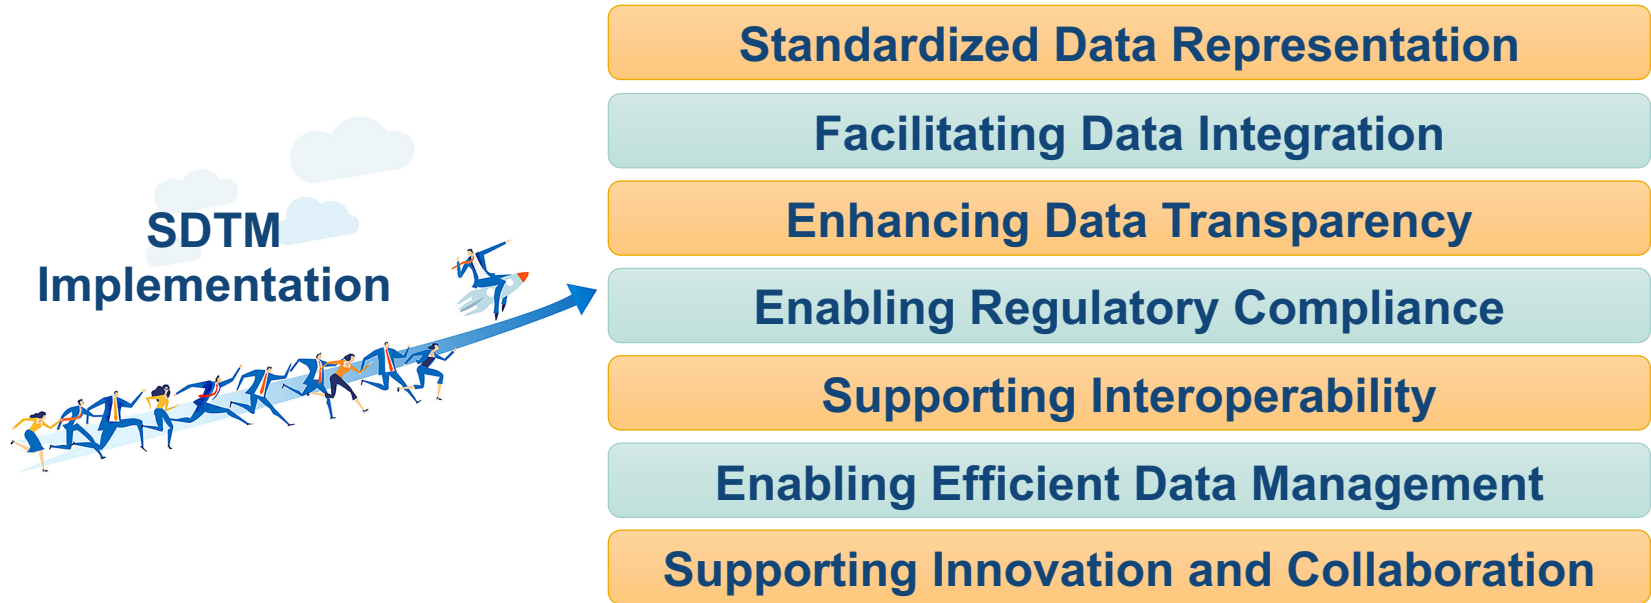 SDTM
Implementation
Standardized Data Representation
Facilitating Data Integration
Enhancing Data Transparency
Enabling Regulatory Compliance
Supporting Interoperability
Enabling Efficient Data Management
Supporting Innovation and Collaboration